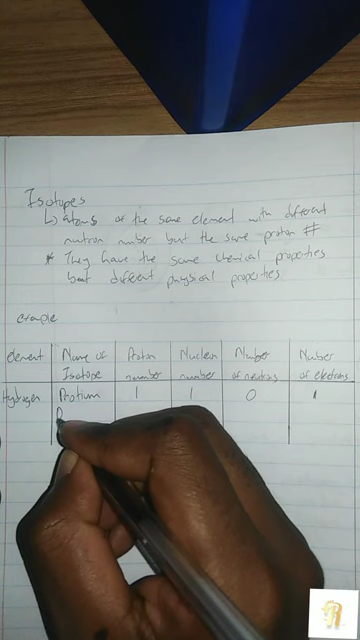 Isotopes
↳ atoms of the same element with different
nutron number but the same proton #
* They have the same chemical properties
but different physical properties
example
element Name of Isotope Proton number Nucleon number Number of neutrons Number of electrons
Hydrogen Protium 1 1 0 1
D